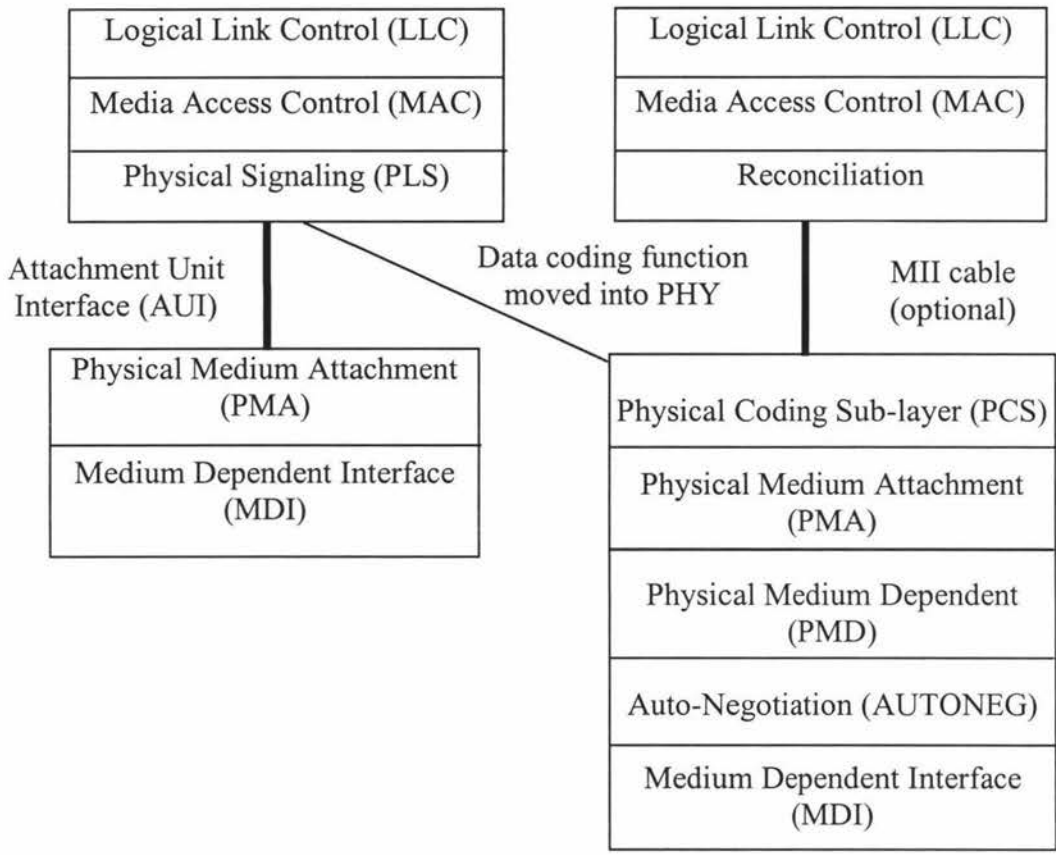 Logical Link Control (LLC)
Media Access Control (MAC)
Physical Signaling (PLS)
Attachment Unit
Interface (AUI)
Physical Medium Attachment
(PMA)
Medium Dependent Interface
(MDI)
Data coding function
moved into PHY
Logical Link Control (LLC)
Media Access Control (MAC)
Reconciliation
MII cable
(optional)
Physical Coding Sub-layer (PCS)
Physical Medium Attachment
(PMA)
Physical Medium Dependent
(PMD)
Auto-Negotiation (AUTONEG)
Medium Dependent Interface
(MDI)